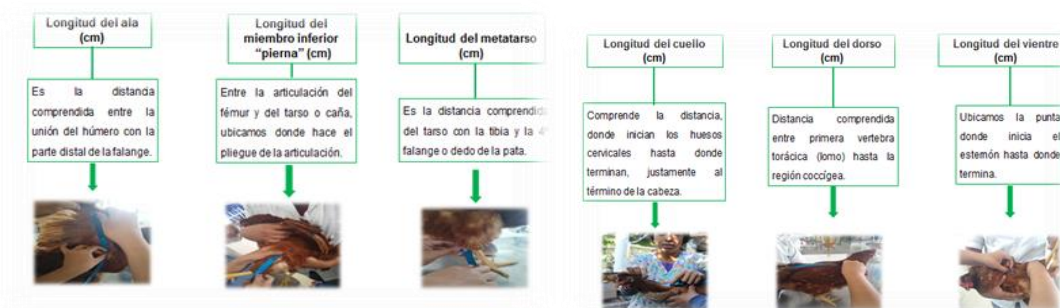 Longitud del ala
(cm)
Es la distancia
comprendida entre la
unión del húmero con la
parte distal de la falange.
Longitud del
miembro inferior
“pierna” (cm)
Entre la articulación del
fémur y del tarso o caña,
ubicamos donde hace el
pliegue de la articulación.
Longitud del metatarso
(cm)
Es la distancia comprendida
del tarso con la tibia y la 4ª
falange o dedo de la pata.
Longitud del cuello
(cm)
Comprende la distancia,
donde inician los huesos
cervicales hasta donde
terminan, justamente al
término de la cabeza.
Longitud del dorso
(cm)
Distancia comprendida
entre primera vertebra
torácica (lomo) hasta la
región coccígea.
Longitud del vientre
(cm)
Ubicamos la punta
donde inicia el
esternón hasta donde
termina.